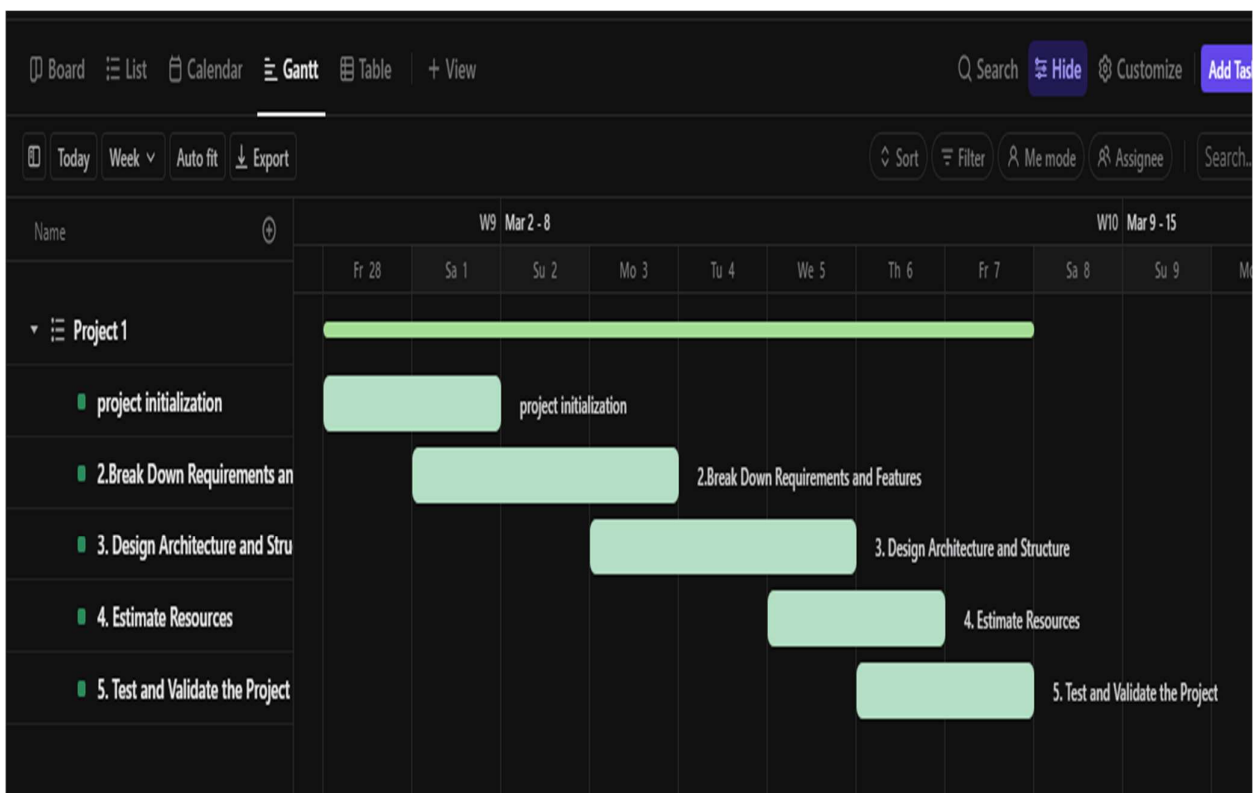 Board List Calendar Gantt Table + View Search Hide Customize Add Tas
Today Week Auto fit Export Sort Filter Me mode Assignee Search...
Name W9 Mar 2 - 8 W10 Mar 9 - 15
Fr 28 Sa 1 Su 2 Mo 3 Tu 4 We 5 Th 6 Fr 7 Sa 8 Su 9 Mo
Project 1
project initialization project initialization
2.Break Down Requirements an 2.Break Down Requirements and Features
3. Design Architecture and Stru 3. Design Architecture and Structure
4. Estimate Resources 4. Estimate Resources
5. Test and Validate the Project 5. Test and Validate the Project